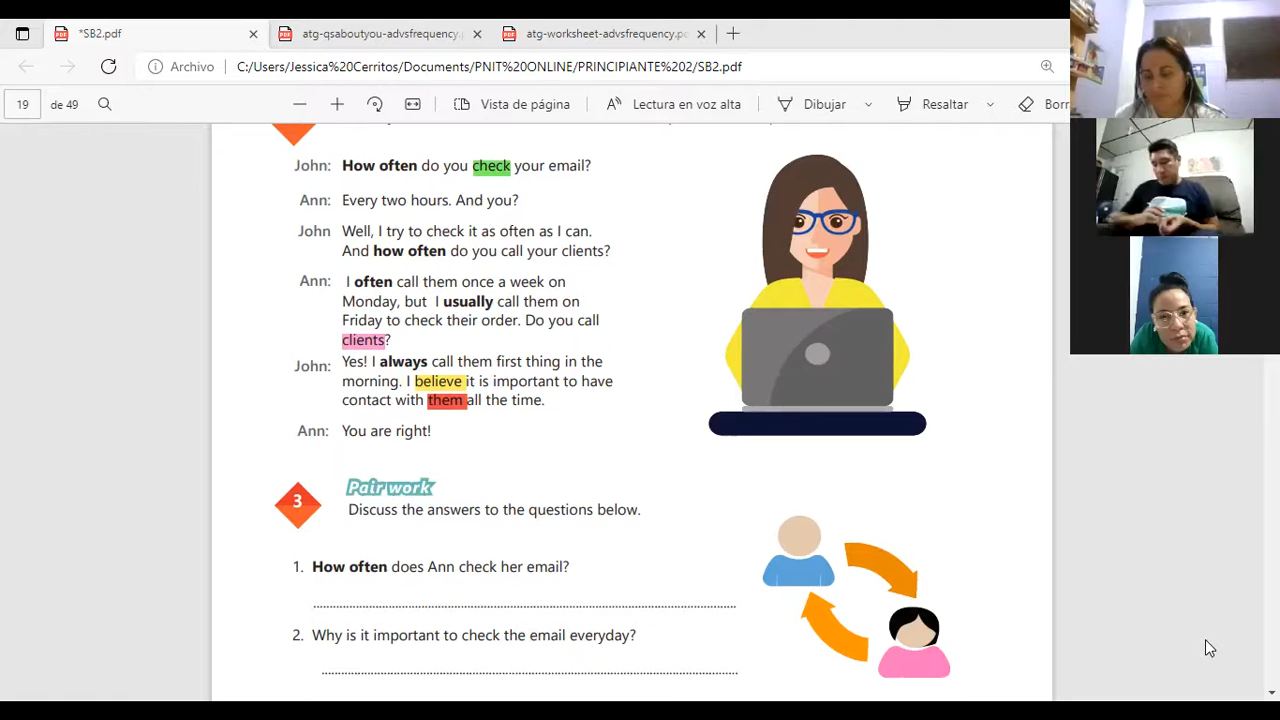 *SB2.pdf
atg-qsaboutyou-advsfrequency.
atg-worksheet-advsfrequency.
Archivo
C:/Users/Jessica%20Cerritos/Documents/PNIT%20ONLINE/PRINCIPIANTE%202/SB2.pdf
19 de 49
Vista de página
Lectura en voz alta
Dibujar
Resaltar
Borr
John: How often do you check your email?
Ann: Every two hours. And you?
John Well, I try to check it as often as I can.
And how often do you call your clients?
Ann: I often call them once a week on
Monday, but I usually call them on
Friday to check their order. Do you call
clients?
John: Yes! I always call them first thing in the
morning. I believe it is important to have
contact with them all the time.
Ann: You are right!
3
Pair work
Discuss the answers to the questions below.
1. How often does Ann check her email?
2. Why is it important to check the email everyday?